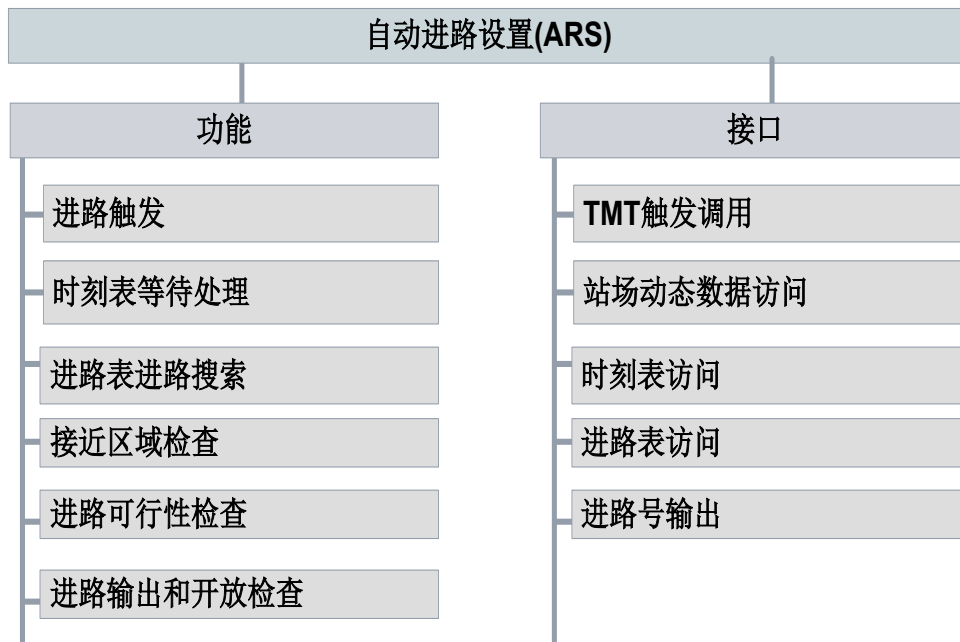 自动进路设置(ARS)
功能
进路触发
时刻表等待处理
进路表进路搜索
接近区域检查
进路可行性检查
进路输出和开放检查
接口
TMT触发调用
站场动态数据访问
时刻表访问
进路表访问
进路号输出